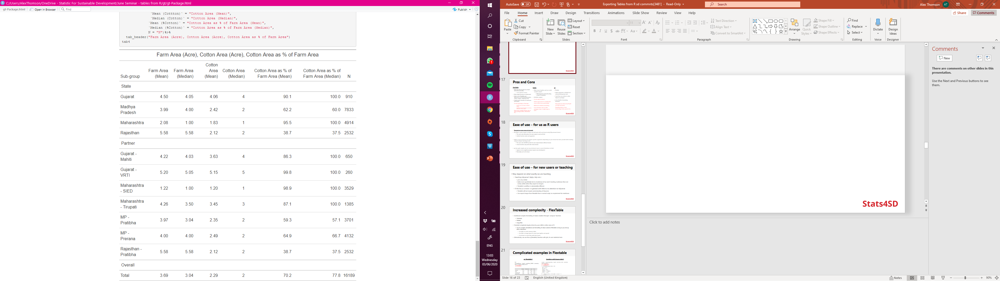 C:/Users/AlexThomson/OneDrive - Statistic For Sustainable Development/June Seminar - tables from R/gt/gt-Package.html
gt-Package.html Open in Browser Find Publish
`Mean (Cottton)` = "Cotton Area (Mean)",
`Median (Cotton)` = "Cotton Area (Median)",
`Mean (%Cotton)` = "Cotton Area as % of Farm Area (Mean)",
`Median (%Cotton)` = "Cotton Area as % of Farm Area (Median)",
N = "N")%>%
tab_header("Farm Area (Acre), Cotton Area (Acre), Cotton Area as % of Farm Area")
tab4
Farm Area (Acre), Cotton Area (Acre), Cotton Area as % of Farm Area
Sub-group Farm Area (Mean) Farm Area (Median) Cotton Area (Mean) Cotton Area (Median) Cotton Area as % of Farm Area (Mean) Cotton Area as % of Farm Area (Median) N
State
Gujarat 4.50 4.05 4.06 4 90.1 100.0 910
Madhya Pradesh 3.99 4.00 2.42 2 62.2 60.0 7833
Maharashtra 2.08 1.00 1.83 1 95.5 100.0 4914
Rajasthan 5.58 5.58 2.12 2 38.7 37.5 2532
Partner
Gujarat - Mahiti 4.22 4.03 3.63 4 86.3 100.0 650
Gujarat - VRTI 5.20 5.05 5.15 5 99.8 100.0 260
Maharashtra - SIED 1.22 1.00 1.20 1 98.9 100.0 3529
Maharashtra - Tirupati 4.26 3.50 3.45 3 87.1 100.0 1385
MP - Pratibha 3.97 3.04 2.35 2 59.3 57.1 3701
MP - Prerana 4.00 4.00 2.49 2 64.9 66.7 4132
Rajasthan - Pratibha 5.58 5.58 2.12 2 38.7 37.5 2532
Overall
Total 3.69 3.04 2.29 2 70.2 77.8 16189
1
ENG
13:03
Wednesday
03/06/2020
AutoSave Off Exporting Tables from R sd commnts[3481] - Read-Only Search Alex Thomson AT
File Home Insert Draw Design Transitions Animations Slide Show Review View Help Share Comments
Paste Cut Copy Format Painter
Clipboard
New Slide Reuse Slides Layout Reset Section
Slides
11
B I U S ab AV Aa A
Font
Text Direction
Align Text
Convert to SmartArt
Paragraph
Arrange Quick Styles Shape Fill Shape Outline Shape Effects
Drawing
Find
Replace
Select
Editing
Dictate
Voice
Design Ideas
Designer
Stats4SD
17
Pros and Cons
Stats4SD
18
Ease of use – for us as R users
Stats4SD
19
Ease of use – for new users or teaching
May depend on what exactly we are teaching
Stats4SD
20
Increased complexity - FlexTable
Stats4SD
21
Complicated examples in Flextable
Stats4SD
Click to add notes
Comments
New
There are comments on other slides in this
presentation.
Use the Next and Previous buttons to see
them.
Slide 16 of 23 English (United Kingdom) Notes 90%